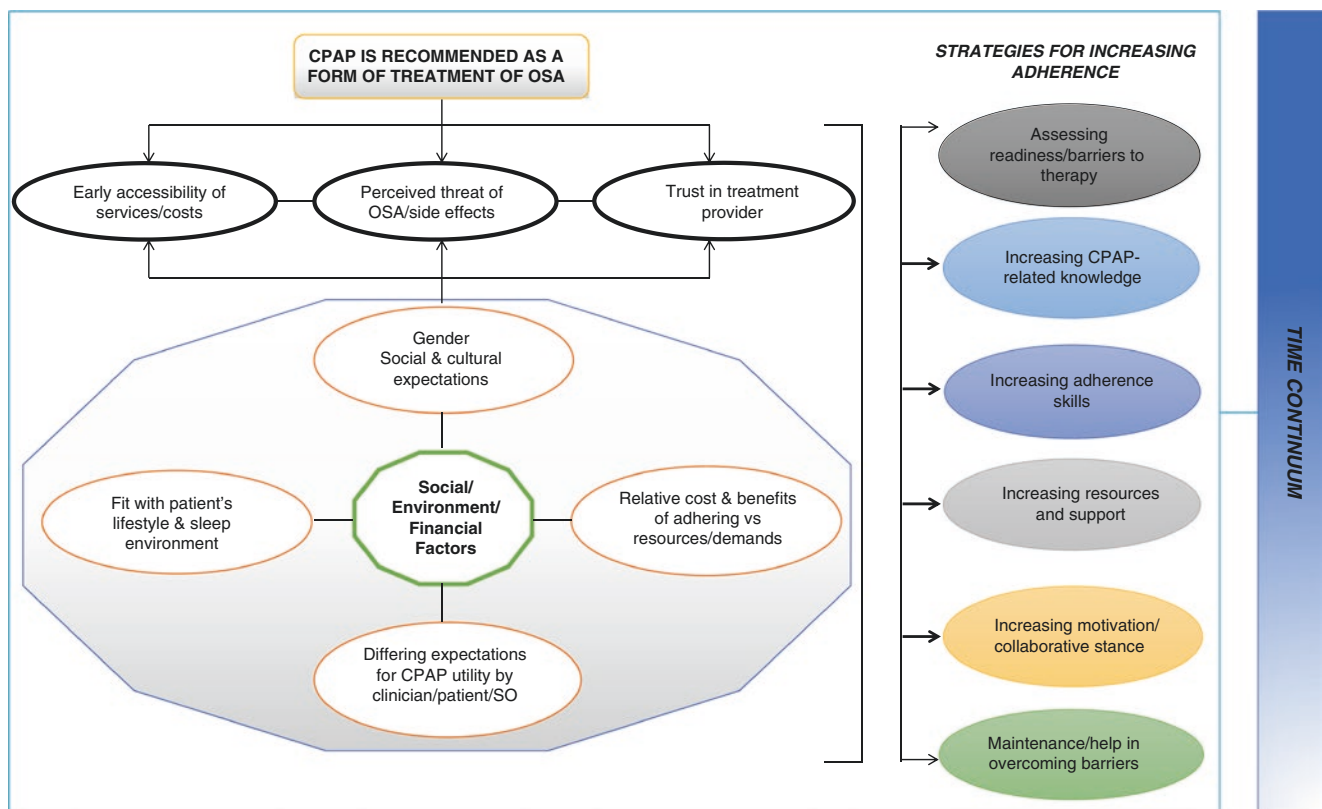 CPAP IS RECOMMENDED AS A
FORM OF TREATMENT OF OSA
Early accessibility of
services/costs
Perceived threat of
OSA/side effects
Trust in treatment
provider
Gender
Social & cultural
expectations
Fit with patient's
lifestyle & sleep
environment
Social/
Environment/
Financial
Factors
Relative cost & benefits
of adhering vs
resources/demands
Differing expectations
for CPAP utility by
clinician/patient/SO
STRATEGIES FOR INCREASING
ADHERENCE
Assessing
readiness/barriers to
therapy
Increasing CPAP-
related knowledge
Increasing adherence
skills
Increasing resources
and support
Increasing motivation/
collaborative stance
Maintenance/help in
overcoming barriers
TIME CONTINUUM